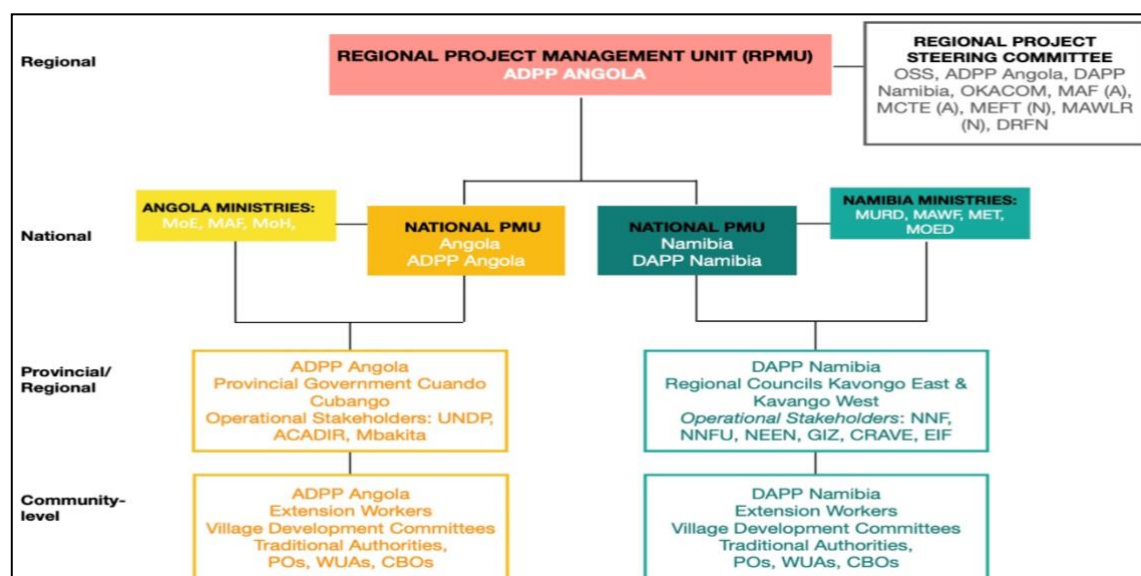 Regional
REGIONAL PROJECT MANAGEMENT UNIT (RPMU)
ADPP ANGOLA
REGIONAL PROJECT
STEERING COMMITTEE
OSS, ADPP Angola, DAPP
Namibia, OKACOM, MAF (A),
MCTE (A), MEFT (N), MAWLR
(N), DRFN
National
ANGOLA MINISTRIES:
MoE, MAF, MoH,
NATIONAL PMU
Angola
ADPP Angola
NATIONAL PMU
Namibia
DAPP Namibia
NAMIBIA MINISTRIES:
MURD, MAWF, MET,
MOED
Provincial/
Regional
ADPP Angola
Provincial Government Cuando
Cubango
Operational Stakeholders: UNDP,
ACADIR, Mbakita
DAPP Namibia
Regional Councils Kavongo East &
Kavango West
Operational Stakeholders: NNF,
NNFU, NEEN, GIZ, CRAVE, EIF
Community-
level
ADPP Angola
Extension Workers
Village Development Committees
Traditional Authorities,
POs, WUAs, CBOs
DAPP Namibia
Extension Workers
Village Development Committees
Traditional Authorities,
POs, WUAs, CBOs